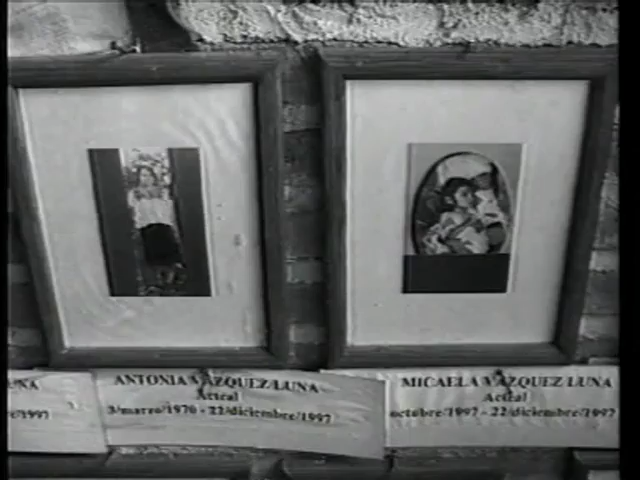 UNA
e/1997
ANTONIA VAZQUEZ LUNA
Acteal
3/marzo/1970 - 22/diciembre/1997
MICAELA VAZQUEZ LUNA
Acteal
octubre/1997 - 22/diciembre/1997